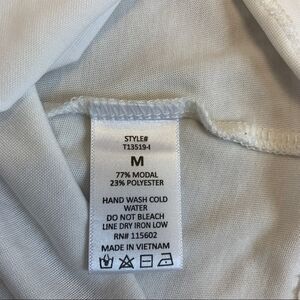 STYLE#
T13519-I
M
77% MODAL
23% POLYESTER
HAND WASH COLD
WATER
DO NOT BLEACH
LINE DRY IRON LOW
RN# 115602
MADE IN VIETNAM